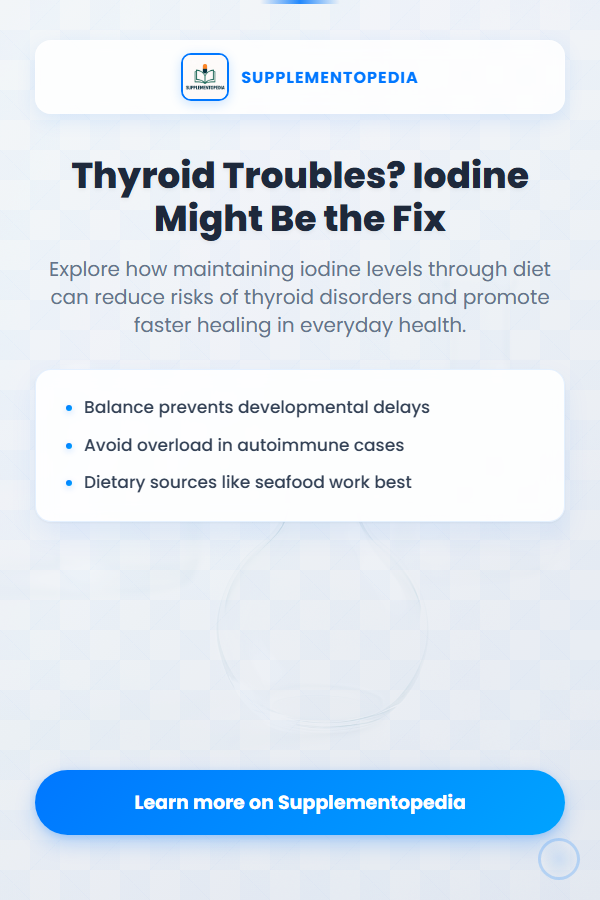 SUPPLEMENTOPEDIA
SUPPLEMENTOPEDIA
Thyroid Troubles? Iodine
Might Be the Fix
Explore how maintaining iodine levels through diet
can reduce risks of thyroid disorders and promote
faster healing in everyday health.
Balance prevents developmental delays
Avoid overload in autoimmune cases
Dietary sources like seafood work best
Learn more on Supplementopedia